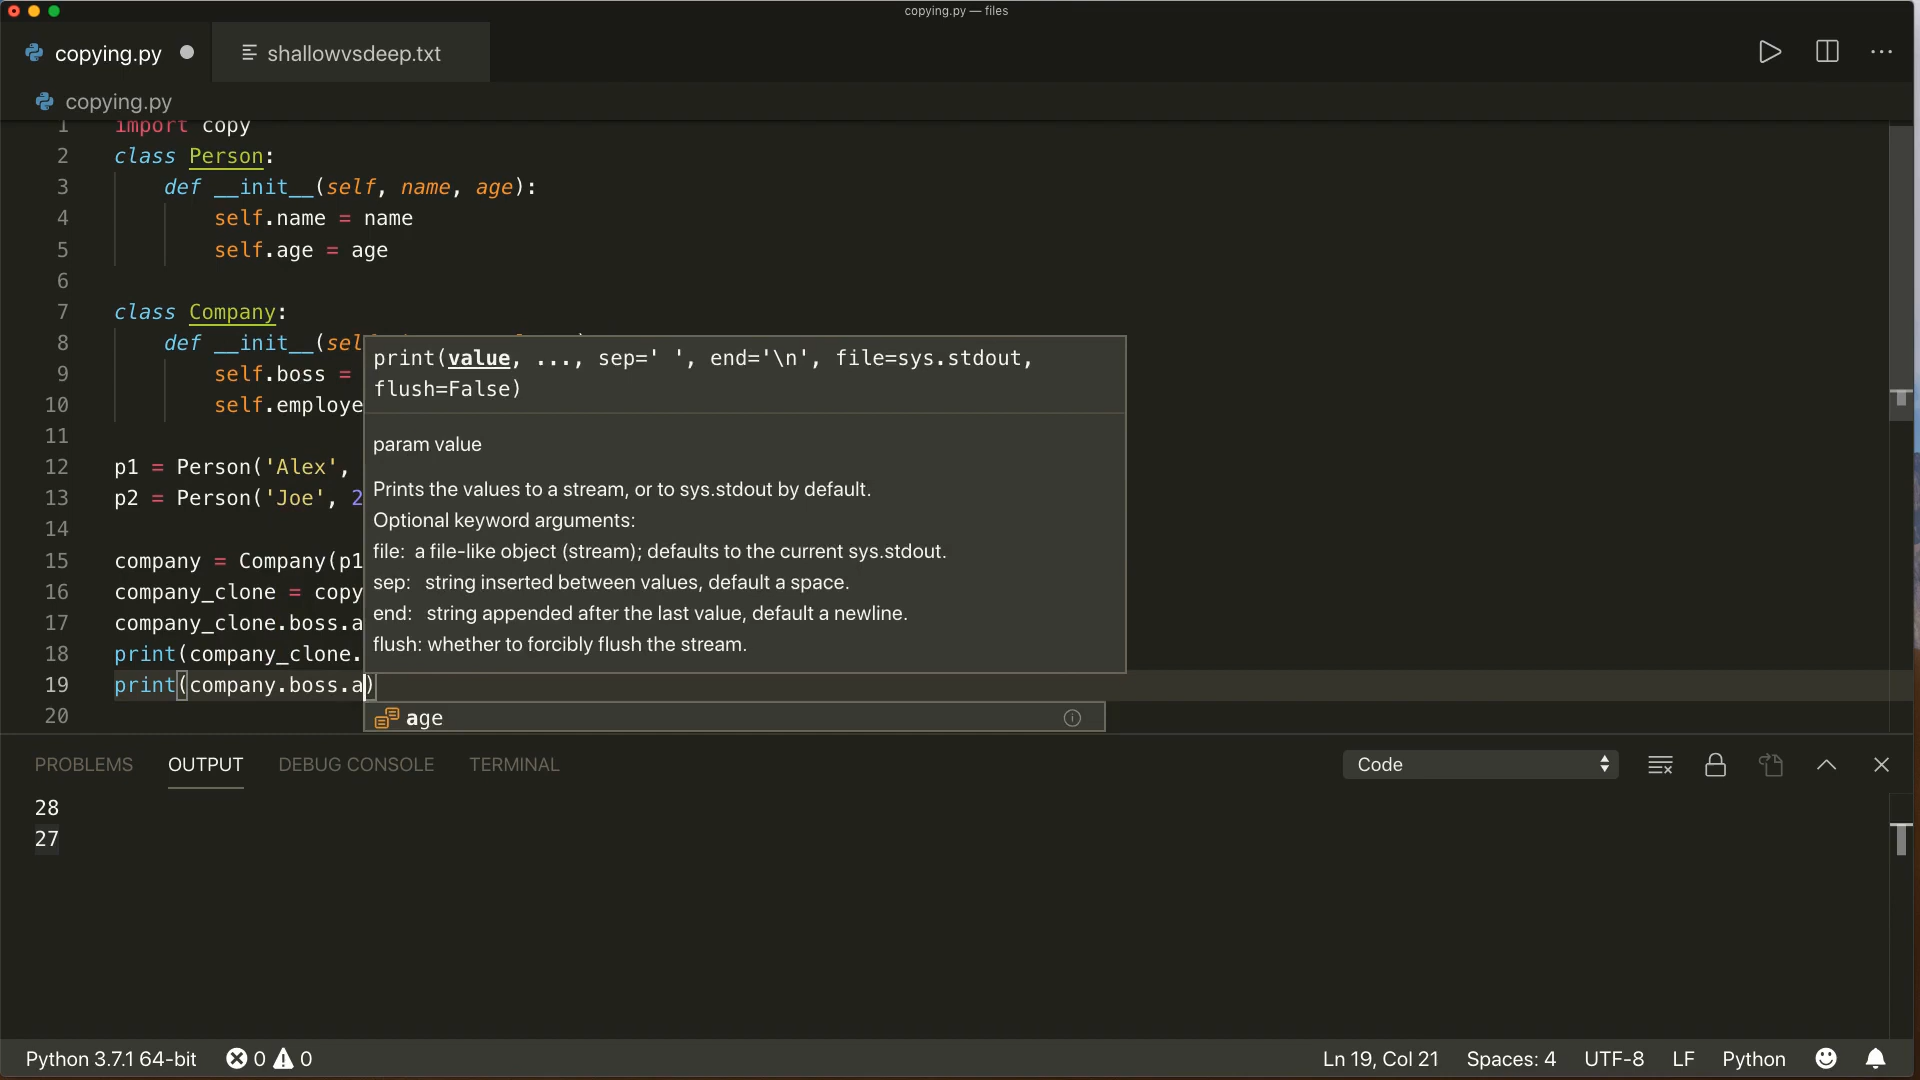 copying.py — files
copying.py
shallowvsdeep.txt
copying.py
1 import copy
2 class Person:
3 def __init__(self, name, age):
4 self.name = name
5 self.age = age
6
7 class Company:
8 def __init__(sel
9 self.boss =
10 self.employe
11
12 p1 = Person('Alex',
13 p2 = Person('Joe', 2
14
15 company = Company(p1
16 company_clone = copy
17 company_clone.boss.a
18 print(company_clone.
19 print(company.boss.a)
20
print(value, ..., sep=' ', end='\n', file=sys.stdout,
flush=False)
param value
Prints the values to a stream, or to sys.stdout by default.
Optional keyword arguments:
file: a file-like object (stream); defaults to the current sys.stdout.
sep: string inserted between values, default a space.
end: string appended after the last value, default a newline.
flush: whether to forcibly flush the stream.
age
PROBLEMS OUTPUT DEBUG CONSOLE TERMINAL Code
28
27
Python 3.7.1 64-bit 0 0 Ln 19, Col 21 Spaces: 4 UTF-8 LF Python